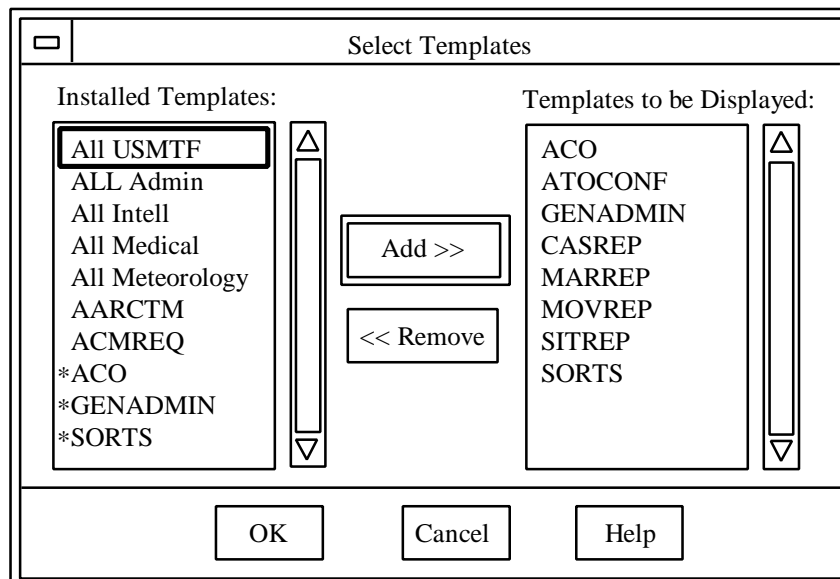 Select Templates
Installed Templates:
All USMTF
ALL Admin
All Intell
All Medical
All Meteorology
AARCTM
ACMREQ
*ACO
*GENADMIN
*SORTS
Add >>
<< Remove
Templates to be Displayed:
ACO
ATOCONF
GENADMIN
CASREP
MARREP
MOVREP
SITREP
SORTS
OK
Cancel
Help